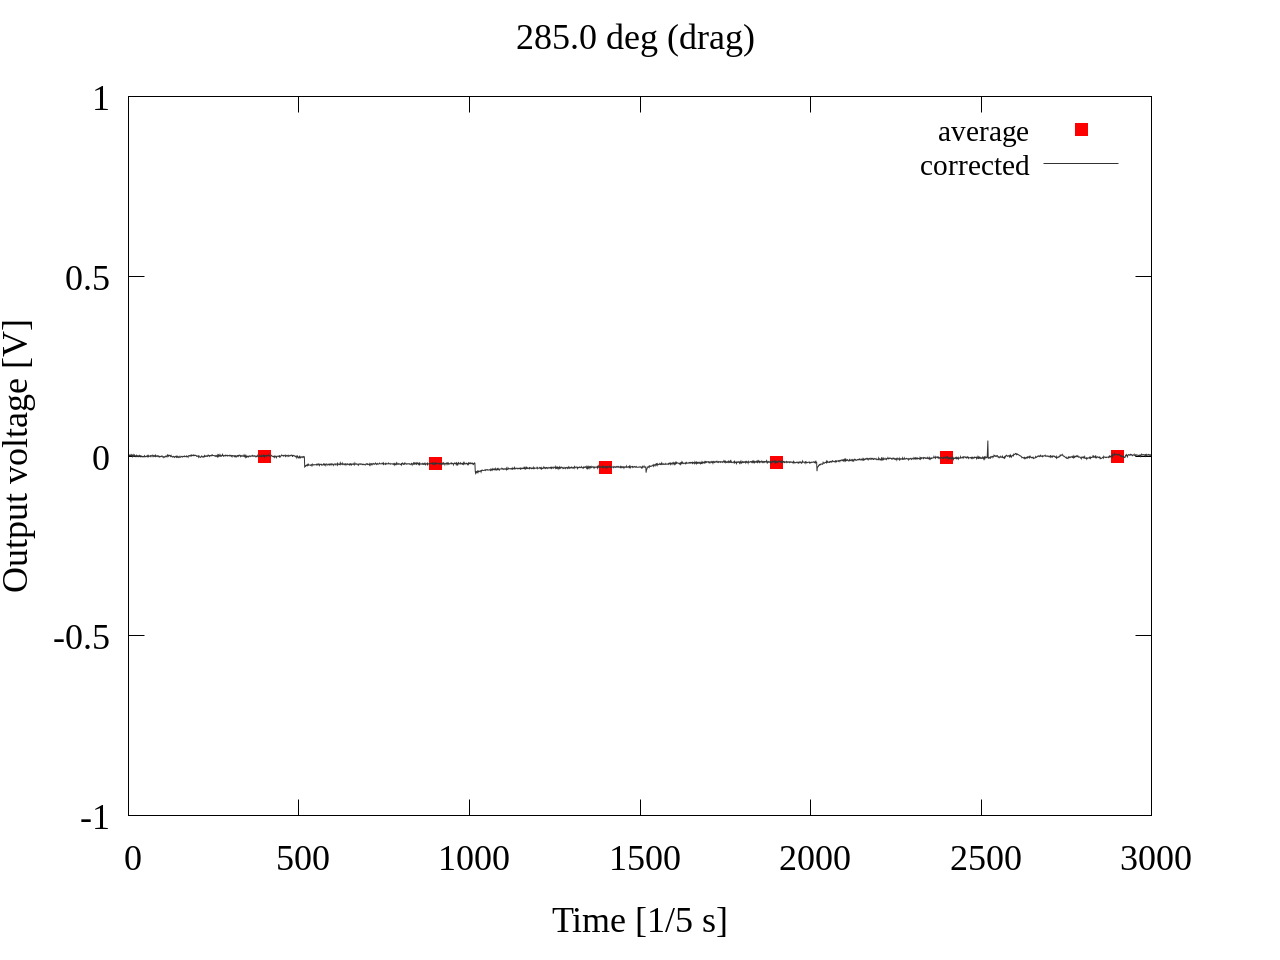 285.0 deg (drag)
average
corrected
1
0.5
0
-0.5
-1
Output voltage [V]
0 500 1000 1500 2000 2500 3000
Time [1/5 s]